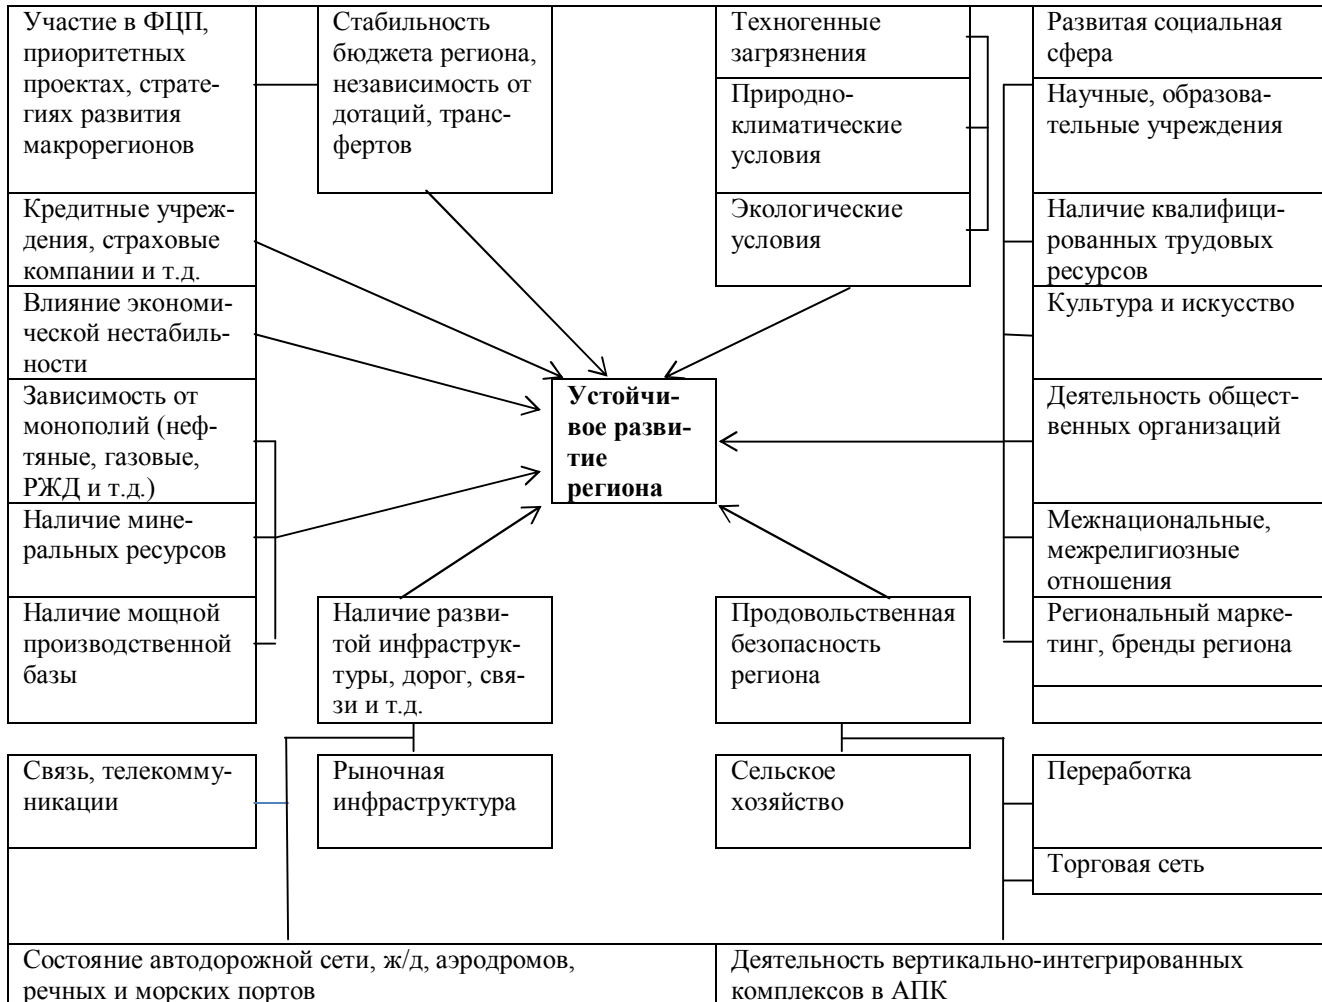 Участие в ФЦП,
приоритетных
проектах, страте-
гиях развития
макрорегионов
Стабильность
бюджета региона,
независимость от
дотаций, транс-
фертов
Техногенные
загрязнения
Развитая социальная
сфера
Природно-
климатические
условия
Научные, образова-
тельные учреждения
Кредитные учреж-
дения, страховые
компании и т.д.
Экологические
условия
Наличие квалифици-
рованных трудовых
ресурсов
Влияние экономи-
ческой нестабиль-
ности
Культура и искусство
Зависимость от
монополий (неф-
тяные, газовые,
РЖД и т.д.)
Устойчи-
вое разви-
тие
региона
Деятельность общест-
венных организаций
Наличие мине-
ральных ресурсов
Межнациональные,
межрелигиозные
отношения
Наличие мощной
производственной
базы
Наличие разви-
той инфраструк-
туры, дорог, свя-
зи и т.д.
Продовольственная
безопасность
региона
Региональный марке-
тинг, бренды региона
Связь, телекомму-
никации
Рыночная
инфраструктура
Сельское
хозяйство
Переработка
Торговая сеть
Состояние автодорожной сети, ж/д, аэродромов,
речных и морских портов
Деятельность вертикально-интегрированных
комплексов в АПК